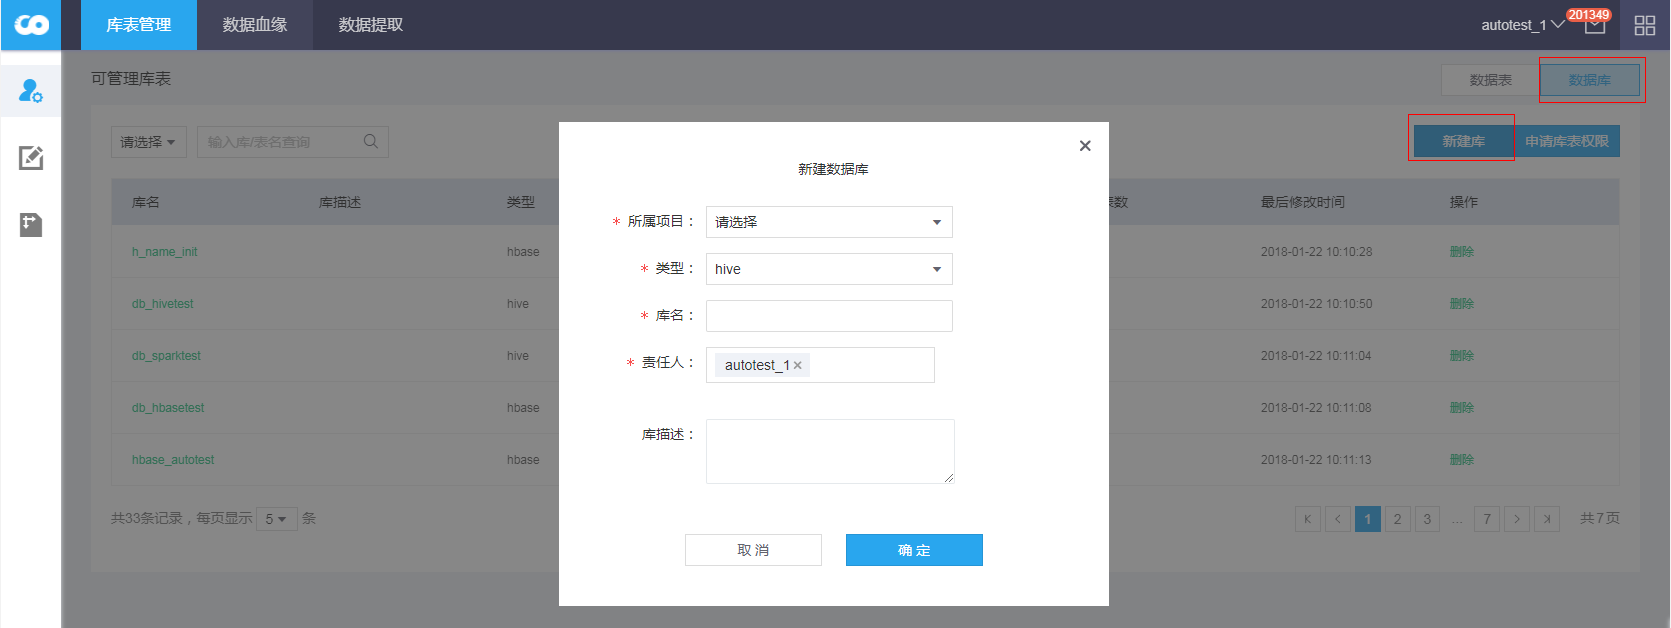 库表管理 数据血缘 数据提取 autotest_1 201349
可管理库表 数据表 数据库
请选择 输入库/表名查询 新建库 申请库表权限
新建数据库
库名 库描述 类型 表数 最后修改时间 操作
* 所属项目： 请选择
h_name_init hbase 2018-01-22 10:10:28 删除
* 类型： hive
db_hivetest hive 2018-01-22 10:10:50 删除
* 库名：
db_sparktest hive 2018-01-22 10:11:04 删除
* 责任人： autotest_1 ×
db_hbasetest hbase 2018-01-22 10:11:08 删除
库描述：
hbase_autotest hbase 2018-01-22 10:11:13 删除
共33条记录，每页显示 5 条 1 2 3 ... 7 共7页
取 消 确 定